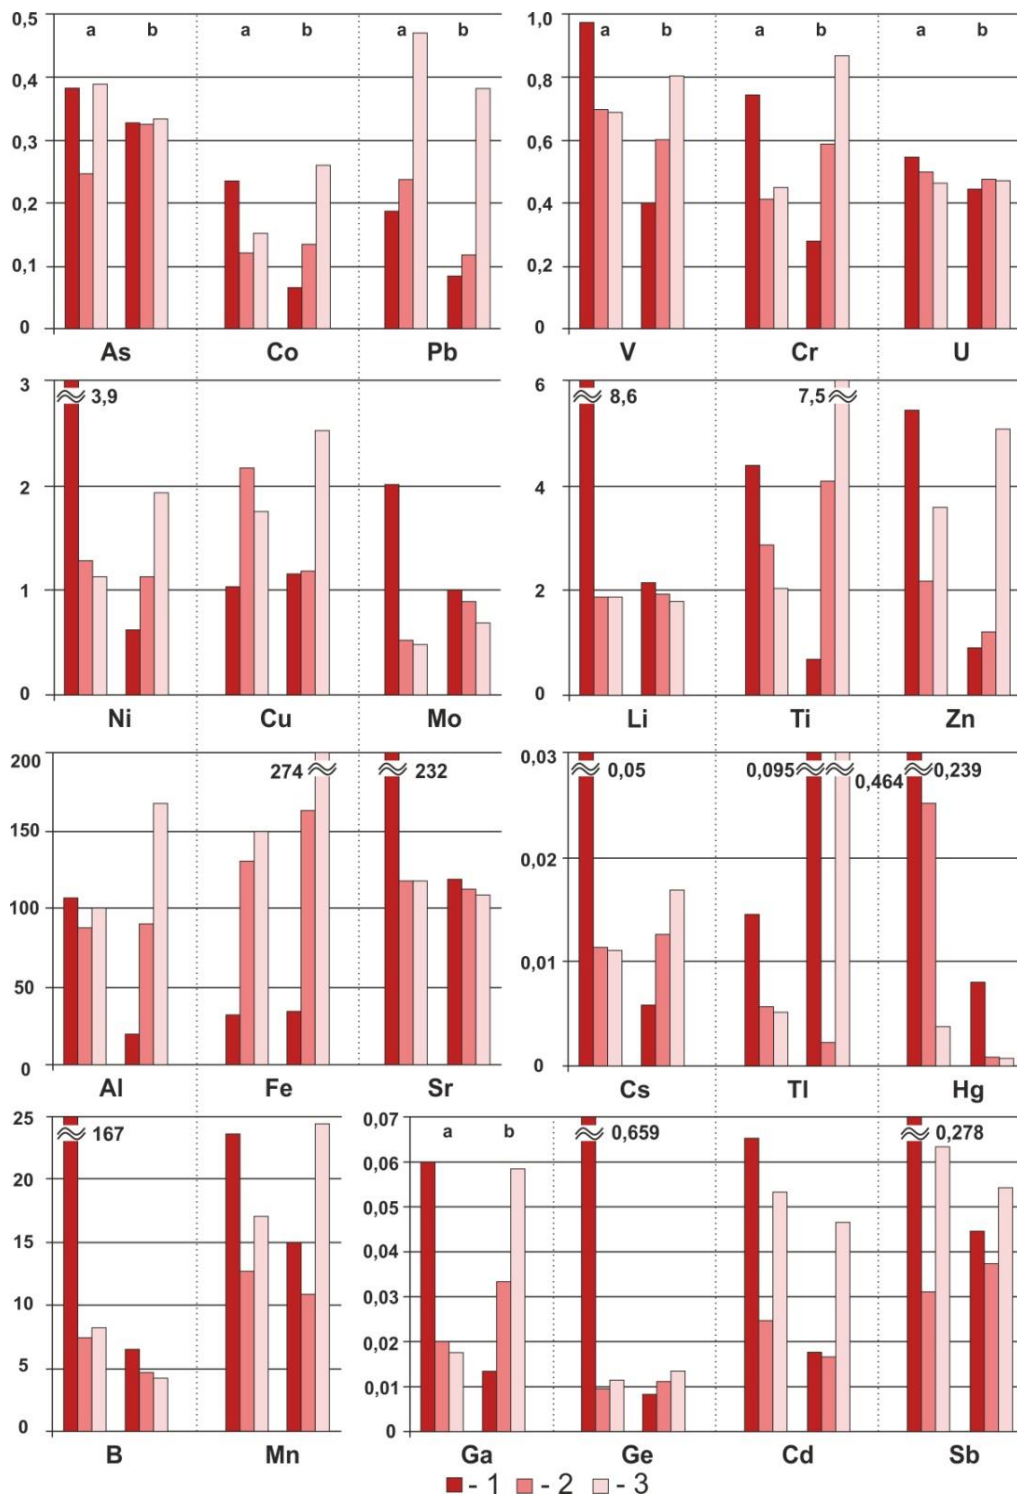 0,5 a b a b a b 1,0 a b a b a b
0,4 0,8
0,3 0,6
0,2 0,4
0,1 0,2
0 0
As Co Pb V Cr U
3 3,9 6 8,6 7,5
2 4
1 2
0 0
Ni Cu Mo Li Ti Zn
200 274 232 0,03 0,05 0,095 0,464 0,239
150 0,02
100
50 0,01
0 0
Al Fe Sr Cs Tl Hg
25 167 0,07 a b 0,659 0,278
20 0,06
15 0,05
0,04
10 0,03
5 0,02
0,01
0 0
B Mn Ga Ge Cd Sb
- 1 - 2 - 3